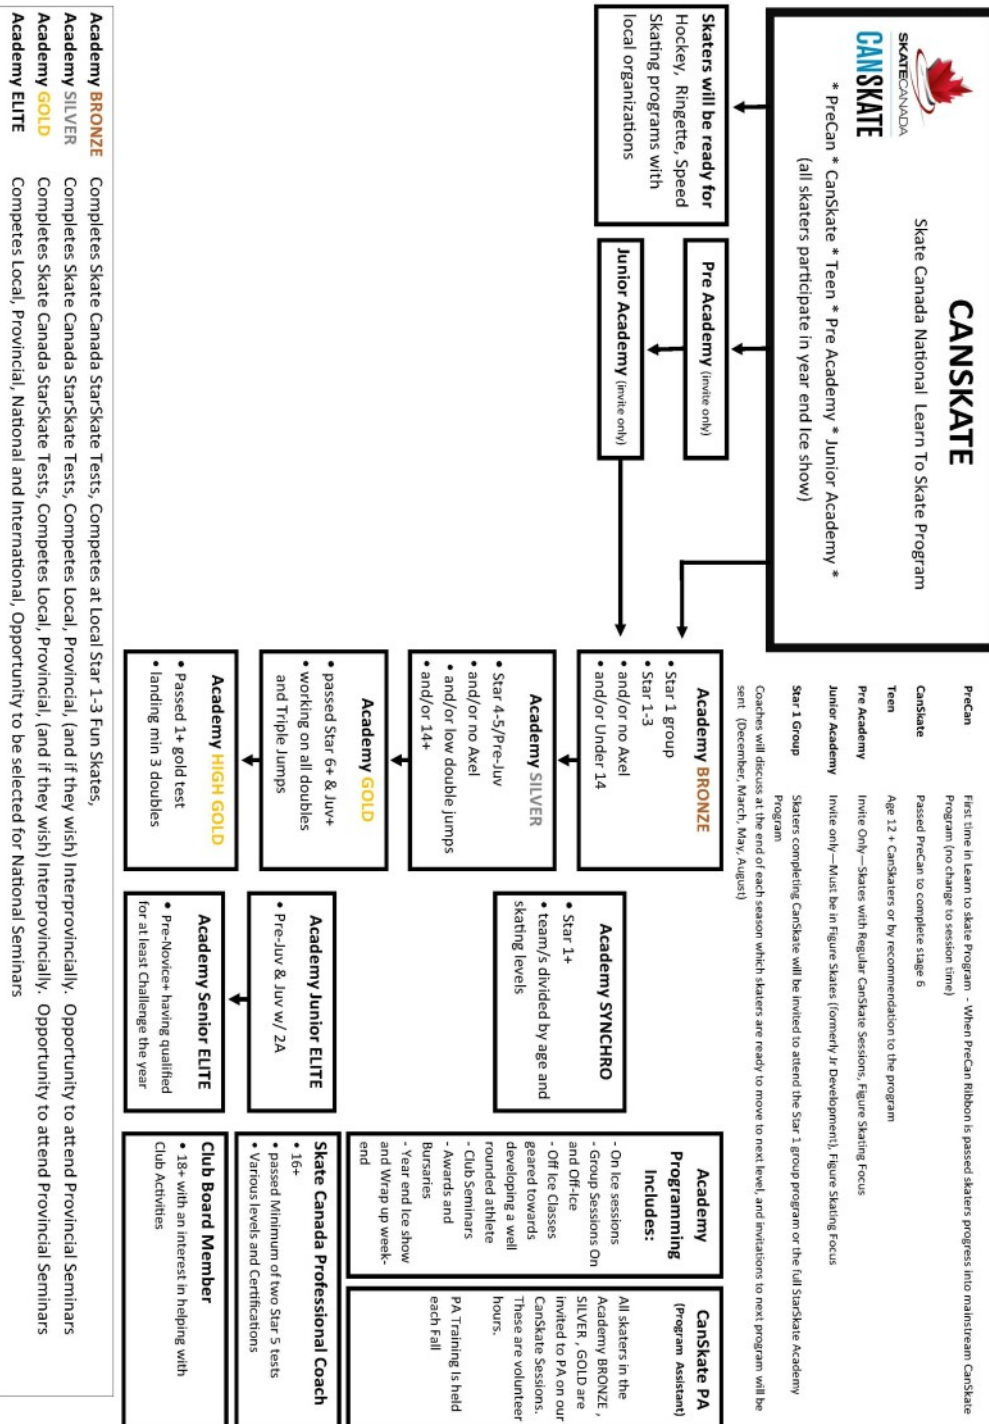 CANSKATE
Skate Canada National Learn To Skate Program
SKATECANADA
CANSKATE
* PreCan * CanSkate * Teen * Pre Academy * Junior Academy *
(all skaters participate in year end Ice show)
PreCan First time in Learn to skate Program - When PreCan Ribbon is passed skaters progress into mainstream CanSkate
Program (no change to session time)
CanSkate Passed PreCan to complete stage 6
Teen Age 12 + CanSkaters or by recommendation to the program
Pre Academy Invite Only—Skates with Regular CanSkate Sessions, Figure Skating Focus
Junior Academy Invite only—Must be in Figure Skates (formerly Jr Development), Figure Skating Focus
Star 1 Group Skaters completing CanSkate will be invited to attend the Star 1 group program or the full StarSkate Academy
Program
Coaches will discuss at the end of each season which skaters are ready to move to next level, and invitations to next program will be
sent (December, March, May, August)
Skaters will be ready for
Hockey, Ringette, Speed
Skating programs with
local organizations
Pre Academy (invite only)
Junior Academy (invite only)
Academy BRONZE
• Star 1 group
• Star 1-3
• and/or no Axel
• and/or Under 14
Academy SILVER
• Star 4-5/Pre-Juv
• and/or no Axel
• and/or low double jumps
• and/or 14+
Academy GOLD
• passed Star 6+ & Juv+
• working on all doubles
and Triple Jumps
Academy HIGH GOLD
• Passed 1+ gold test
• landing min 3 doubles
Academy SYNCHRO
• Star 1+
• team/s divided by age and
skating levels
Academy Junior ELITE
• Pre-Juv & Juv w/ 2A
Academy Senior ELITE
• Pre-Novice+ having qualified
for at least Challenge the year
Academy
Programming
Includes:
- On Ice sessions
- Group Sessions On
and Off-Ice
- Off Ice Classes
geared towards
developing a well
rounded athlete
- Club Seminars
- Awards and
Bursaries
- Year end Ice show
and Wrap up week-
end
CanSkate PA
(Program Assistant)
All skaters in the
Academy BRONZE ,
SILVER , GOLD are
invited to PA on our
CanSkate Sessions.
These are volunteer
hours.
PA Training Is held
each Fall
Skate Canada Professional Coach
• 16+
• passed Minimum of two Star 5 tests
• Various levels and Certifications
Club Board Member
• 18+ with an interest in helping with
Club Activities
Academy BRONZE Completes Skate Canada StarSkate Tests, Competes at Local Star 1-3 Fun Skates,
Academy SILVER Completes Skate Canada StarSkate Tests, Competes Local, Provincial, (and if they wish) Interprovincially. Opportunity to attend Provincial Seminars
Academy GOLD Completes Skate Canada StarSkate Tests, Competes Local, Provincial, (and if they wish) Interprovincially. Opportunity to attend Provincial Seminars
Academy ELITE Competes Local, Provincial, National and International, Opportunity to be selected for National Seminars